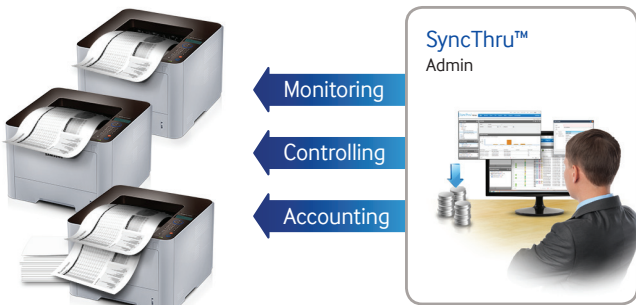 SyncThru™
Admin
Monitoring
Controlling
Accounting